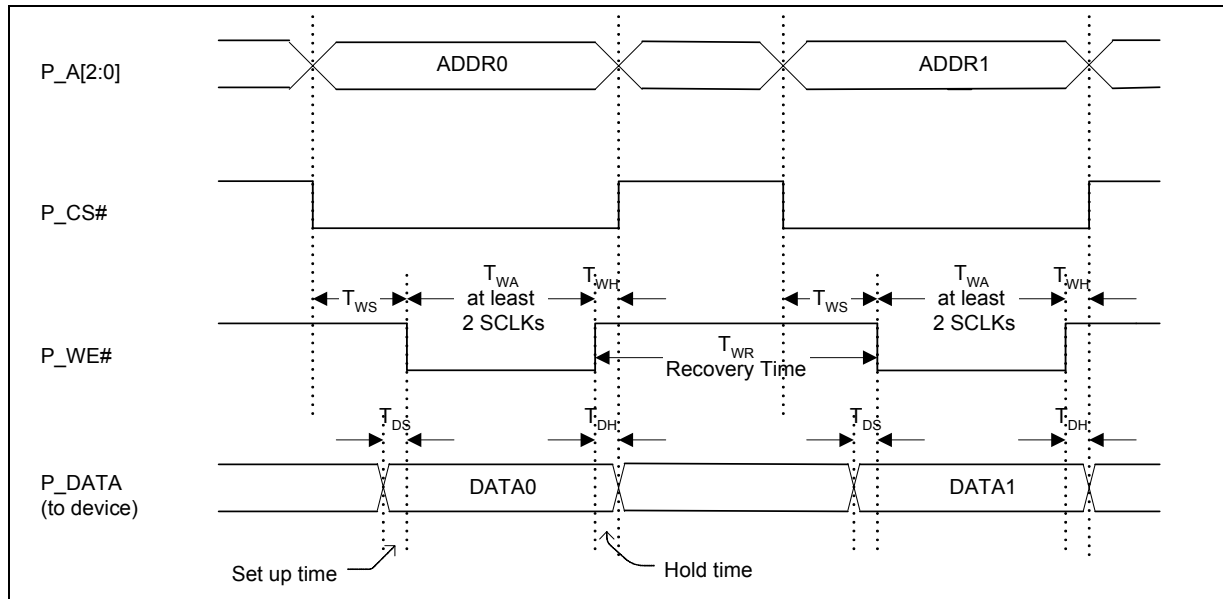 P_A[2:0]
ADDR0
ADDR1
P_CS#
T_WS
T_WA
at least
2 SCLKs
T_WH
T_WS
T_WA
at least
2 SCLKs
T_WH
P_WE#
T_WR
Recovery Time
T_DS
T_DH
T_DS
T_DH
P_DATA
(to device)
DATA0
DATA1
Set up time
Hold time